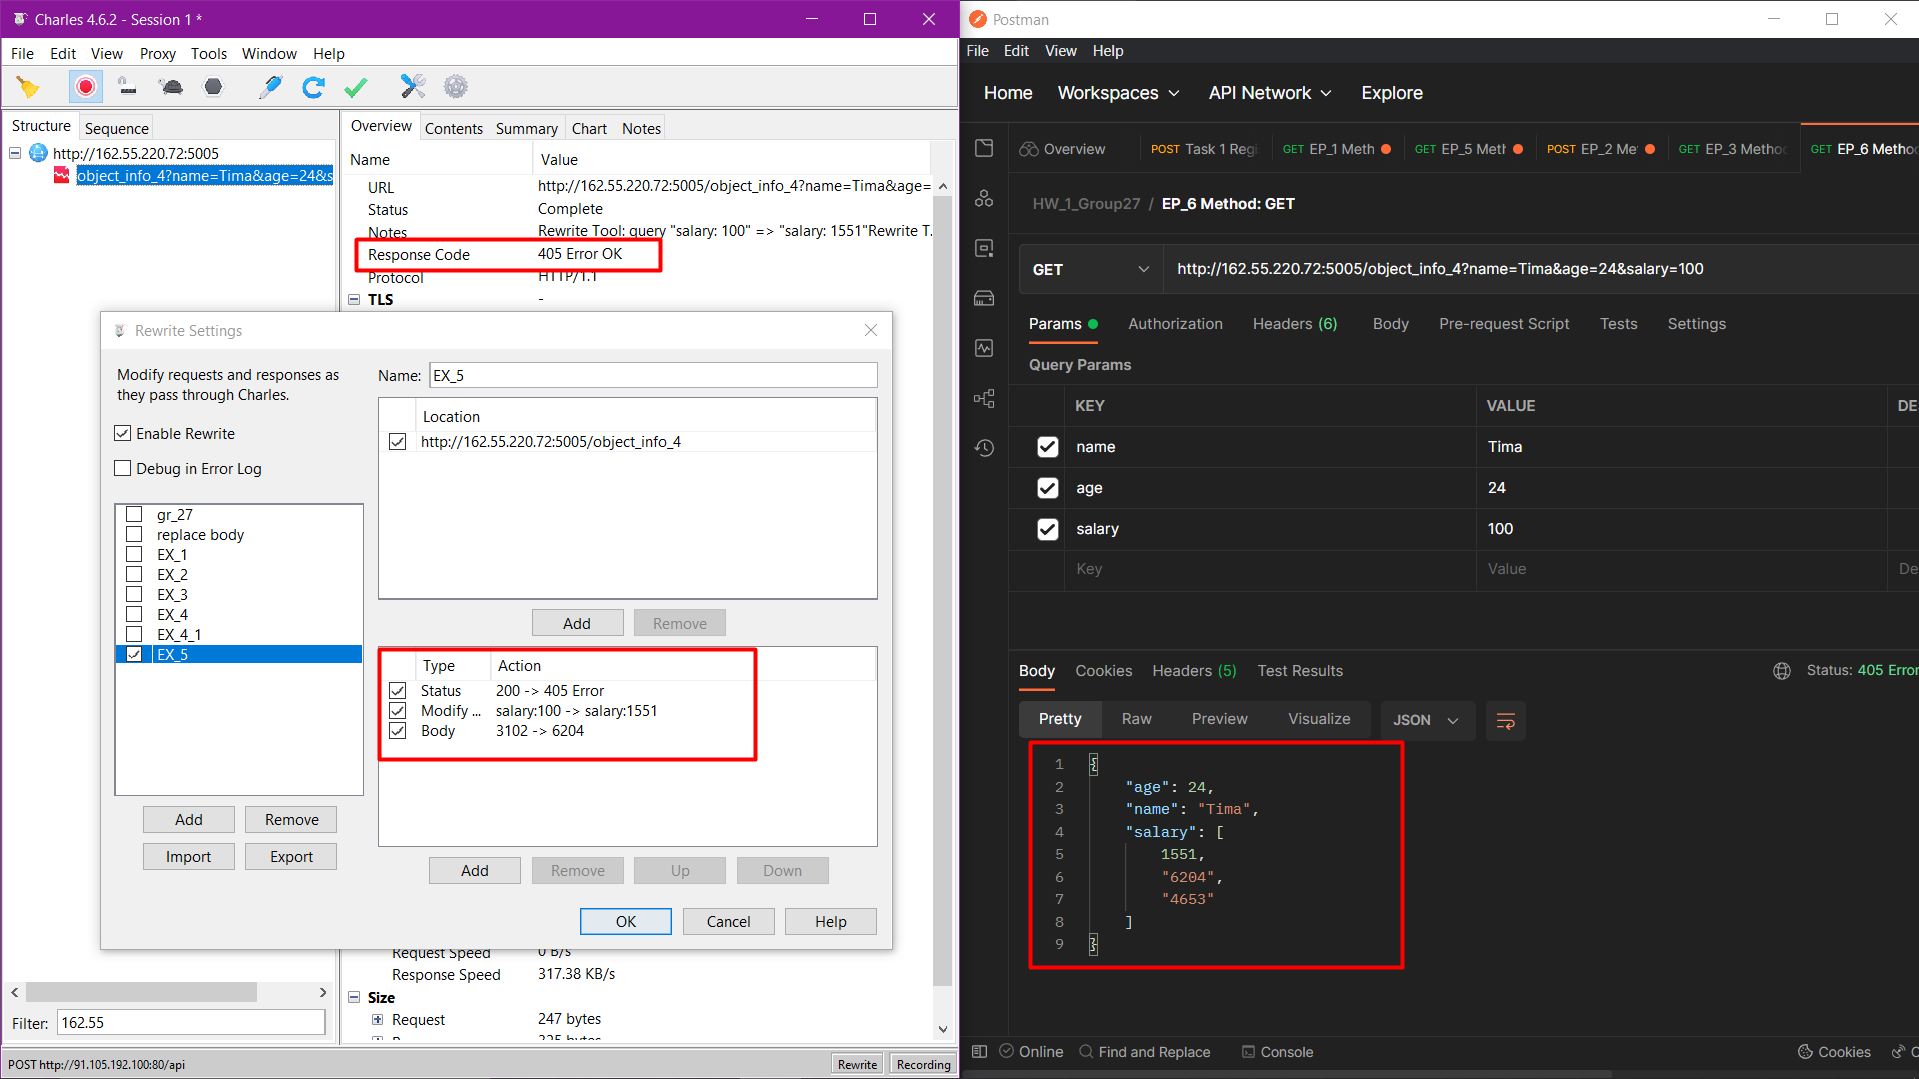 Charles 4.6.2 - Session 1 *
File Edit View Proxy Tools Window Help
Structure Sequence
http://162.55.220.72:5005
object_info_4?name=Tima&age=24&s
Overview Contents Summary Chart Notes
Name Value
URL http://162.55.220.72:5005/object_info_4?name=Tima&age=
Status Complete
Notes Rewrite Tool: query "salary: 100" => "salary: 1551"Rewrite T.
Response Code 405 Error OK
Protocol HTTP/1.1
TLS -
Rewrite Settings
Modify requests and responses as
they pass through Charles.
Enable Rewrite
Debug in Error Log
gr_27
replace body
EX_1
EX_2
EX_3
EX_4
EX_4_1
EX_5
Add Remove
Import Export
Name: EX_5
Location
http://162.55.220.72:5005/object_info_4
Add Remove
Type Action
Status 200 -> 405 Error
Modify ... salary:100 -> salary:1551
Body 3102 -> 6204
Add Remove Up Down
OK Cancel Help
Request Speed 0 B/s
Response Speed 317.38 KB/s
Size
Request 247 bytes
Filter: 162.55
POST http://91.105.192.100:80/api
Rewrite Recording
Postman
File Edit View Help
Home Workspaces API Network Explore
Overview POST Task 1 Regi GET EP_1 Meth GET EP_5 Meth POST EP_2 Me GET EP_3 Metho GET EP_6 Metho
HW_1_Group27 / EP_6 Method: GET
GET http://162.55.220.72:5005/object_info_4?name=Tima&age=24&salary=100
Params Authorization Headers (6) Body Pre-request Script Tests Settings
Query Params
KEY VALUE DE
name Tima
age 24
salary 100
Key Value De
Body Cookies Headers (5) Test Results Status: 405 Error
Pretty Raw Preview Visualize JSON
1 {
2 "age": 24,
3 "name": "Tima",
4 "salary": [
5 1551,
6 "6204",
7 "4653"
8 ]
9 }
Online Find and Replace Console Cookies